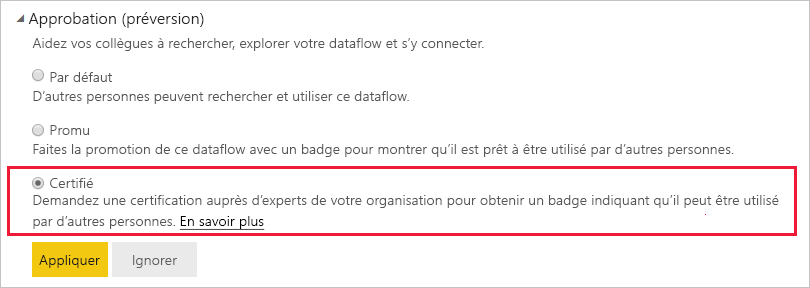 Approbation (préversion)
Aidez vos collègues à rechercher, explorer votre dataflow et s’y connecter.
Par défaut
D’autres personnes peuvent rechercher et utiliser ce dataflow.
Promu
Faites la promotion de ce dataflow avec un badge pour montrer qu’il est prêt à être utilisé par d’autres personnes.
Certifié
Demandez une certification auprès d’experts de votre organisation pour obtenir un badge indiquant qu’il peut être utilisé
par d’autres personnes. En savoir plus
Appliquer Ignorer